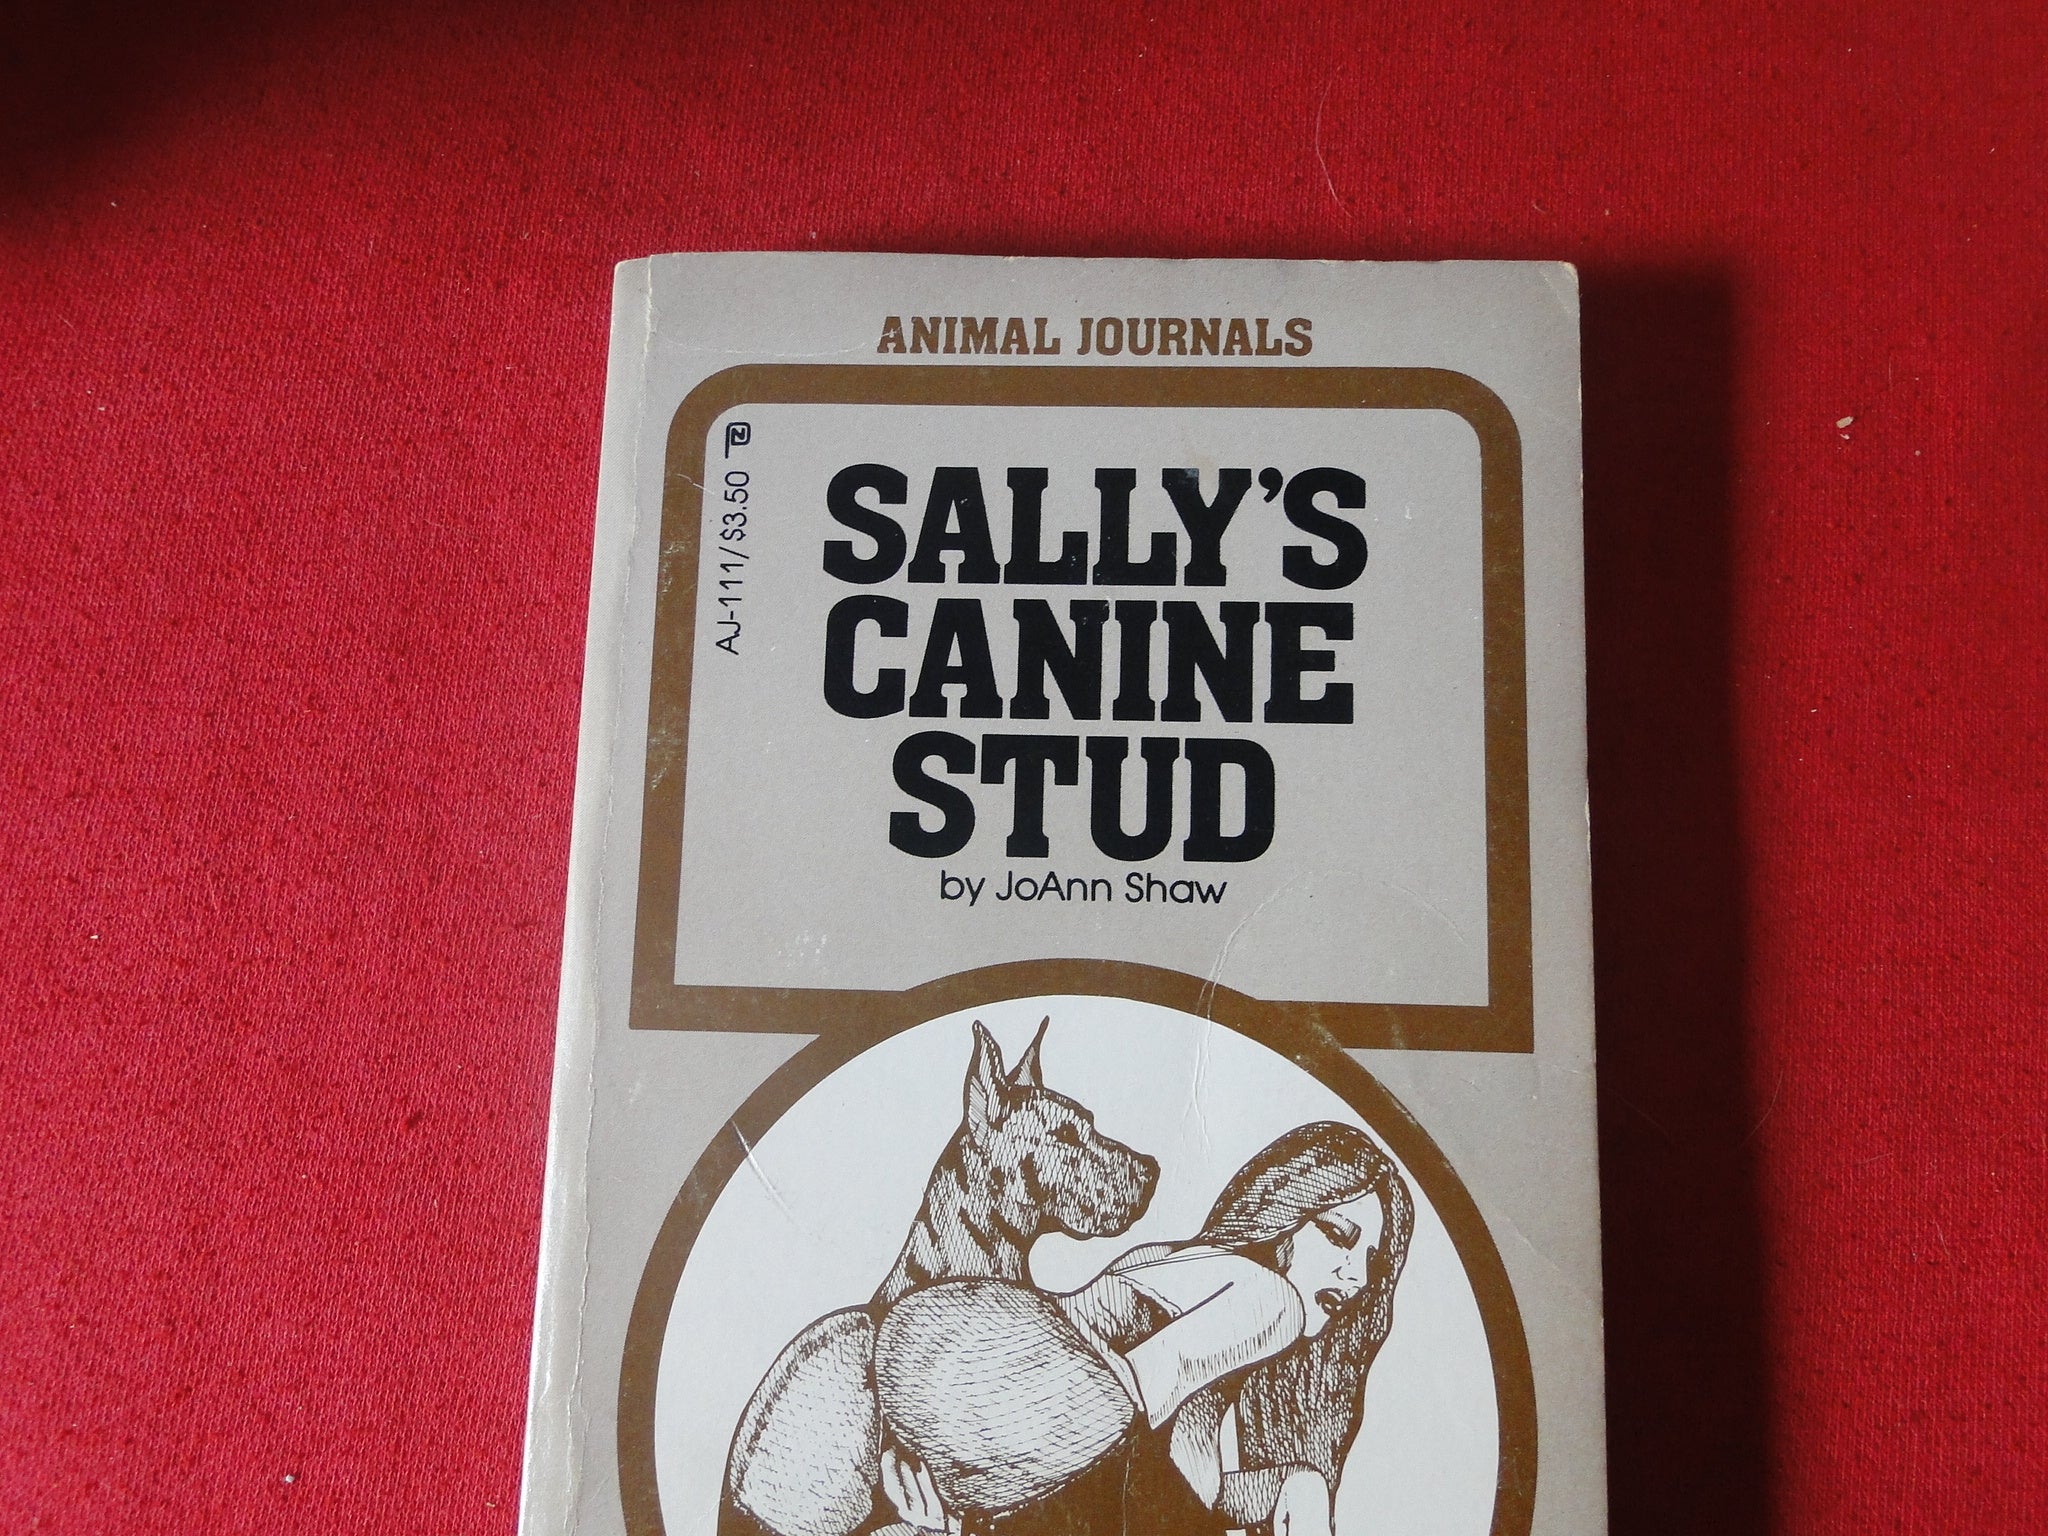 ANIMAL JOURNALS
AJ-111/$3.50
SALLY'S
CANINE
STUD
by JoAnn Shaw